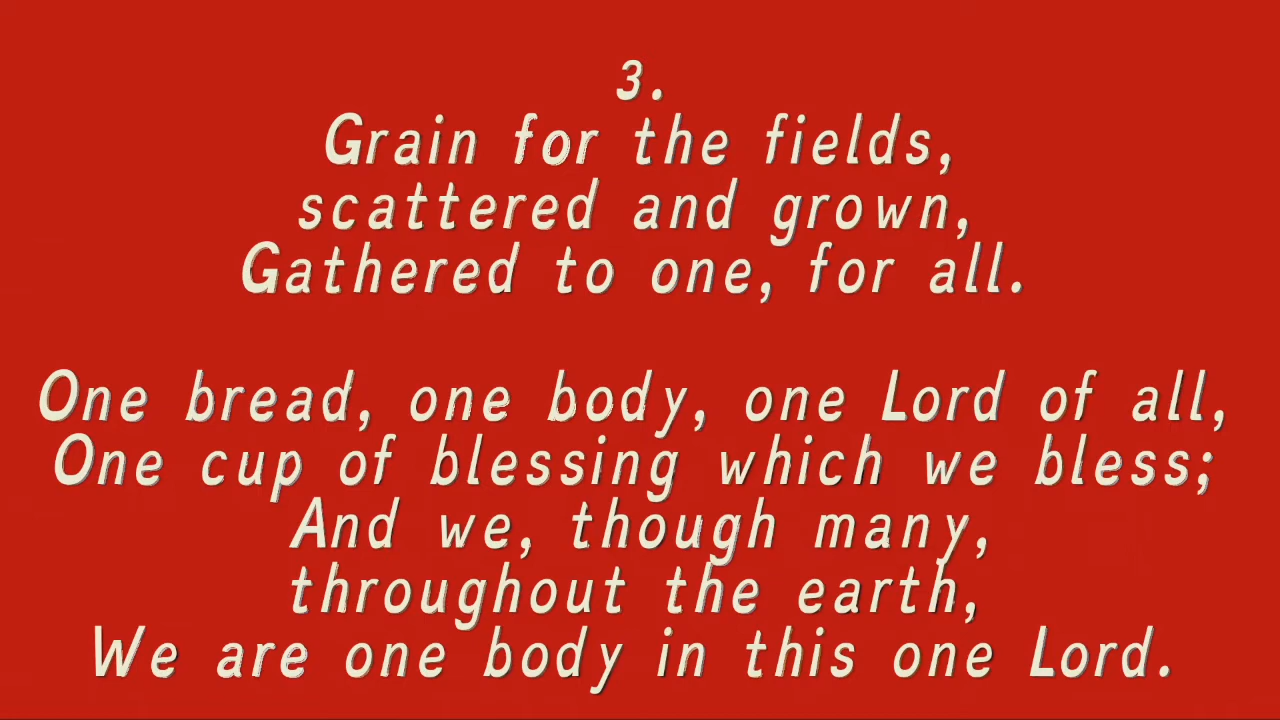 3.
Grain for the fields,
scattered and grown,
Gathered to one, for all.
One bread, one body, one Lord of all,
One cup of blessing which we bless;
And we, though many,
throughout the earth,
We are one body in this one Lord.